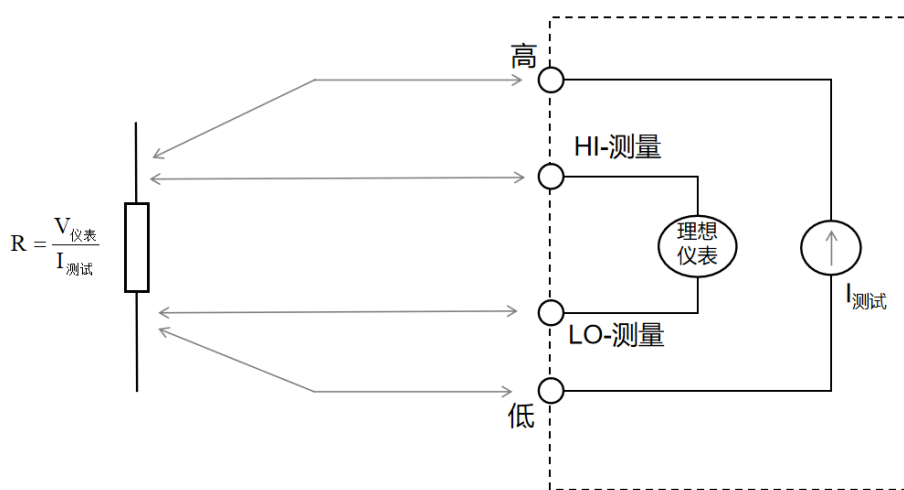 高
HI-测量
R = V仪表 / I测试
理想
仪表
I测试
LO-测量
低